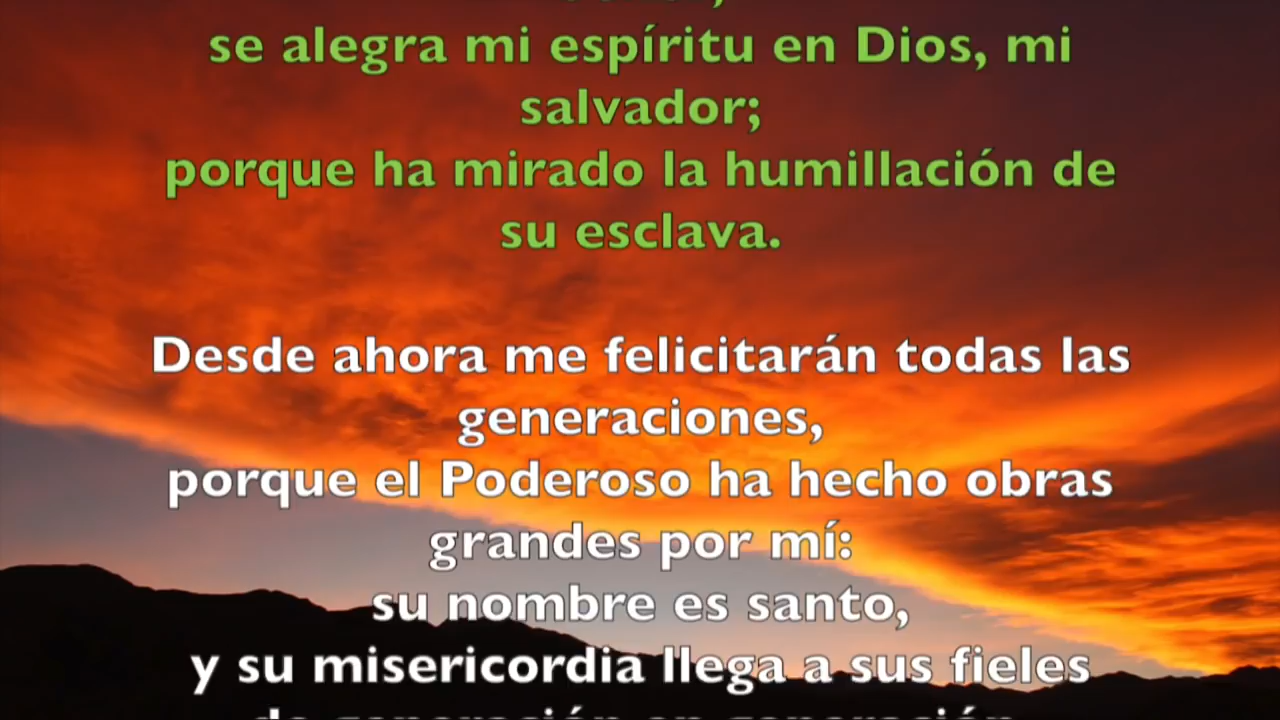 se alegra mi espíritu en Dios, mi
salvador;
porque ha mirado la humillación de
su esclava.
Desde ahora me felicitarán todas las
generaciones,
porque el Poderoso ha hecho obras
grandes por mí:
su nombre es santo,
y su misericordia llega a sus fieles